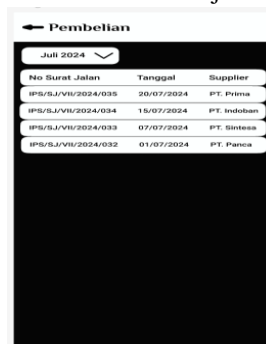 Pembelian
Juli 2024
No Surat Jalan Tanggal Supplier
IPS/SJ/VII/2024/035 20/07/2024 PT. Prima
IPS/SJ/VII/2024/034 15/07/2024 PT. Indoban
IPS/SJ/VII/2024/033 07/07/2024 PT. Sintesa
IPS/SJ/VII/2024/032 01/07/2024 PT. Panca